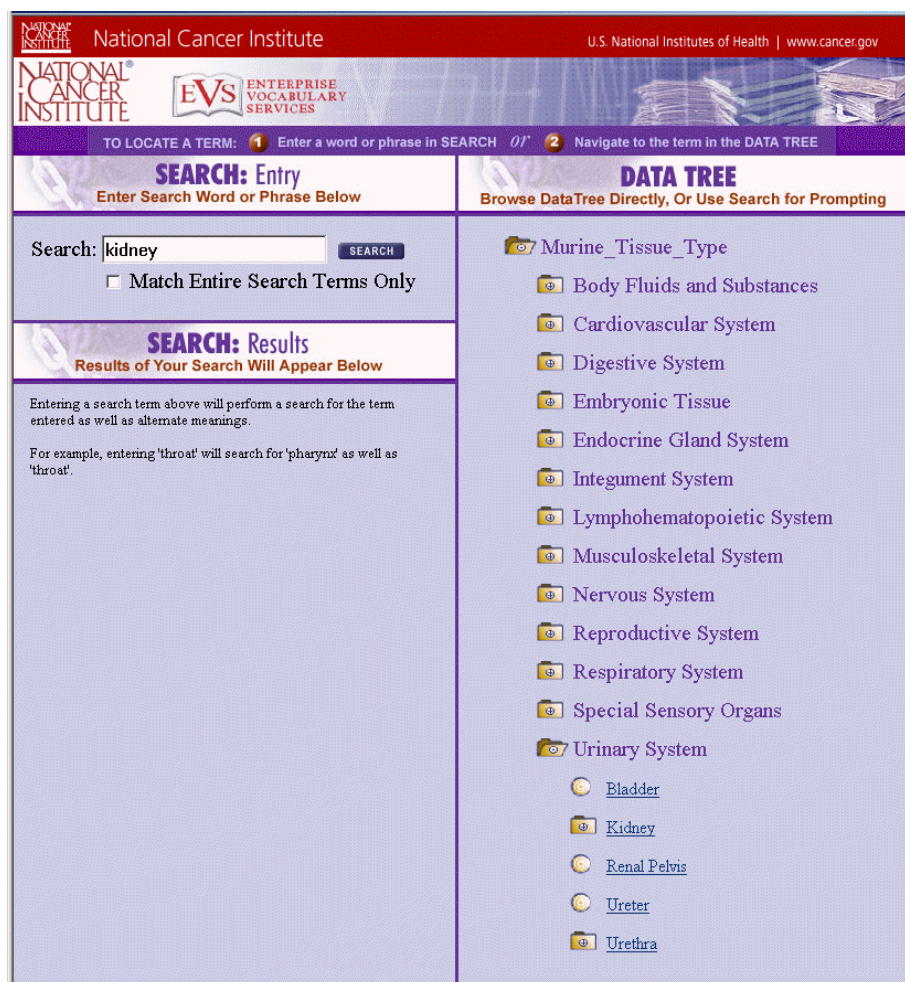 NATIONAL CANCER INSTITUTE
National Cancer Institute
U.S. National Institutes of Health | www.cancer.gov
NATIONAL®
CANCER
INSTITUTE
EVS
ENTERPRISE
VOCABULARY
SERVICES
TO LOCATE A TERM: 1 Enter a word or phrase in SEARCH or 2 Navigate to the term in the DATA TREE
SEARCH: Entry
Enter Search Word or Phrase Below
Search: kidney SEARCH
Match Entire Search Terms Only
SEARCH: Results
Results of Your Search Will Appear Below
Entering a search term above will perform a search for the term
entered as well as alternate meanings.
For example, entering 'throat' will search for 'pharynx' as well as
'throat'.
DATA TREE
Browse DataTree Directly, Or Use Search for Prompting
Murine_Tissue_Type
Body Fluids and Substances
Cardiovascular System
Digestive System
Embryonic Tissue
Endocrine Gland System
Integument System
Lymphohematopoietic System
Musculoskeletal System
Nervous System
Reproductive System
Respiratory System
Special Sensory Organs
Urinary System
Bladder
Kidney
Renal Pelvis
Ureter
Urethra